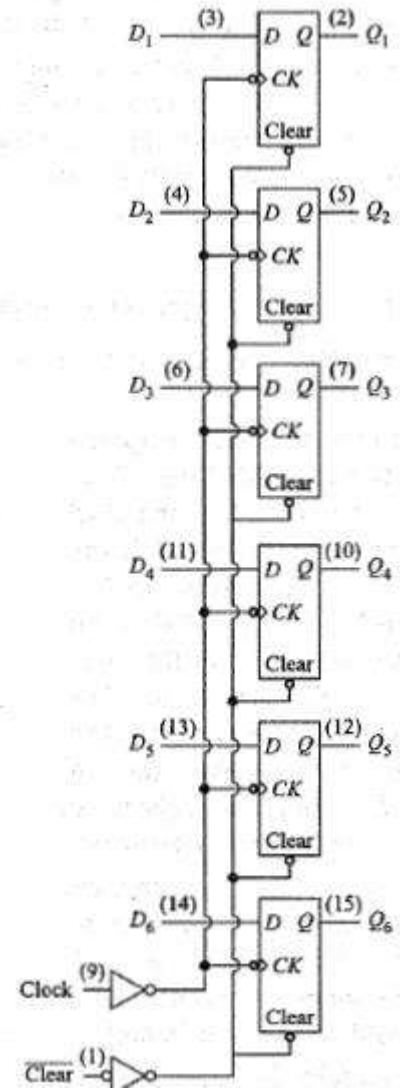 D1 (3) D Q (2) Q1
CK
Clear
D2 (4) D Q (5) Q2
CK
Clear
D3 (6) D Q (7) Q3
CK
Clear
D4 (11) D Q (10) Q4
CK
Clear
D5 (13) D Q (12) Q5
CK
Clear
D6 (14) D Q (15) Q6
CK
Clock (9)
Clear
Clear (1)